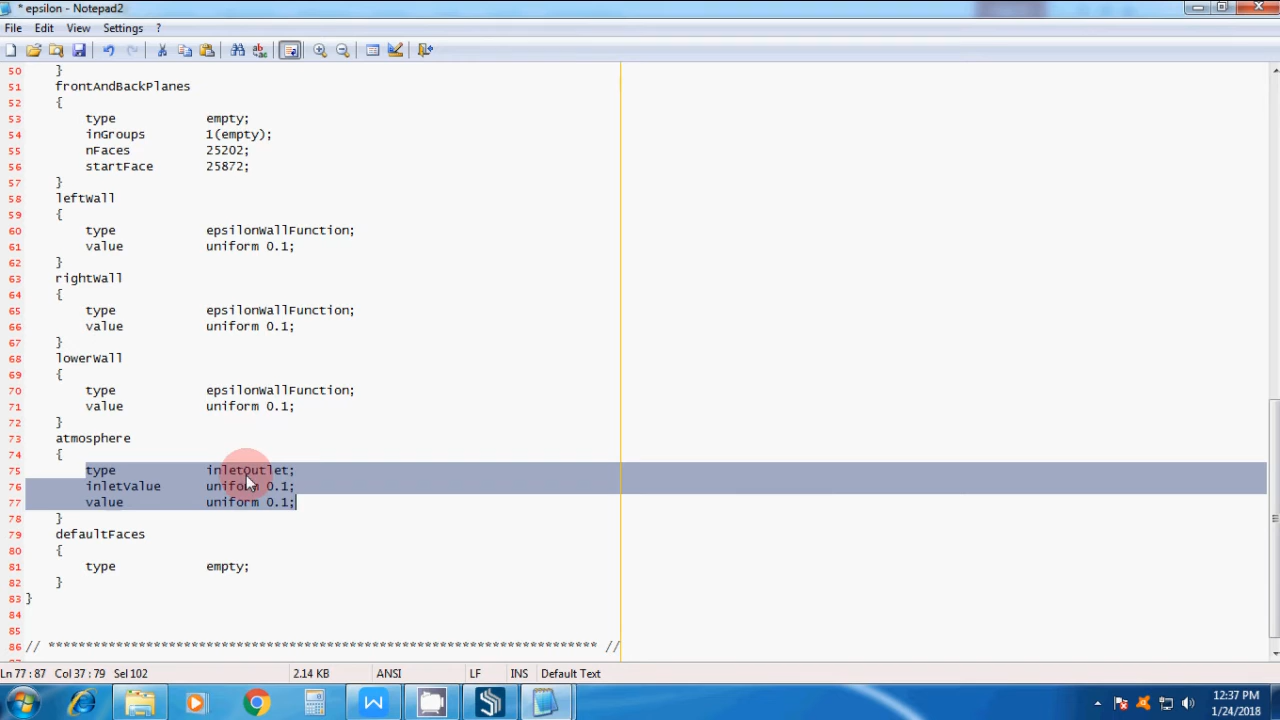 * epsilon - Notepad2
File Edit View Settings ?
50 }
51 frontAndBackPlanes
52 {
53 type empty;
54 inGroups 1(empty);
55 nFaces 25202;
56 startFace 25872;
57 }
58 leftWall
59 {
60 type epsilonWallFunction;
61 value uniform 0.1;
62 }
63 rightWall
64 {
65 type epsilonWallFunction;
66 value uniform 0.1;
67 }
68 lowerWall
69 {
70 type epsilonWallFunction;
71 value uniform 0.1;
72 }
73 atmosphere
74 {
75 type inletOutlet;
76 inletValue uniform 0.1;
77 value uniform 0.1;
78 }
79 defaultFaces
80 {
81 type empty;
82 }
83 }
84
85
86 // ************************************************************************* //
Ln 77 : 87 Col 37 : 79 Sel 102 2.14 KB ANSI LF INS Default Text
12:37 PM
1/24/2018